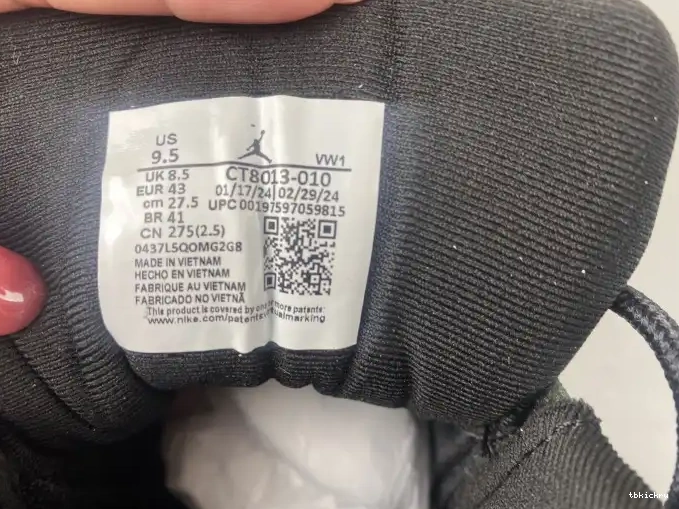 US
9.5
VW1
UK 8.5
CT8013-010
EUR 43
01/17/24 02/29/24
cm 27.5
UPC 00197597059815
BR 41
CN 275(2.5)
0437L5QOMG2G8
MADE IN VIETNAM
HECHO EN VIETNAM
FABRIQUE AU VIETNAM
FABRICADO NO VIETNÃ
This product is covered by one or more patents:
www.nike.com/patentsvirtualmarking
tbkickru